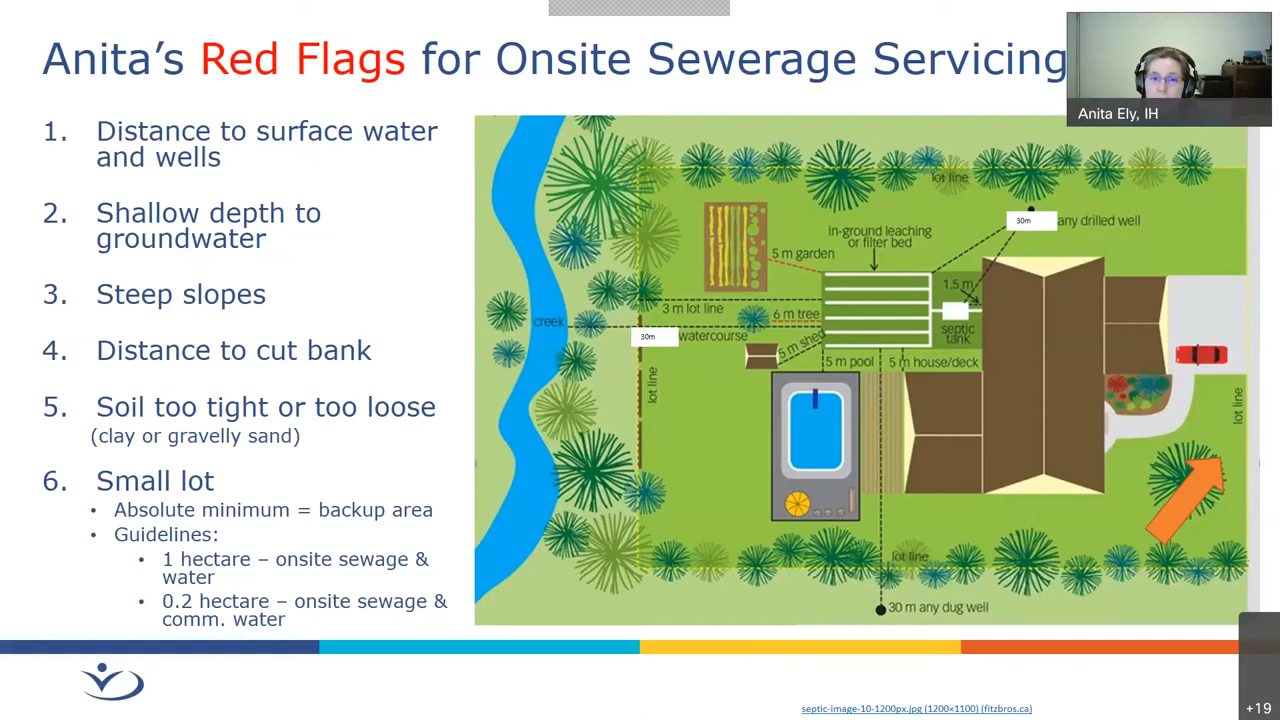 Anita's Red Flags for Onsite Sewerage Servicing
Anita Ely, IH
1. Distance to surface water
and wells
2. Shallow depth to
groundwater
3. Steep slopes
4. Distance to cut bank
5. Soil too tight or too loose
(clay or gravelly sand)
6. Small lot
• Absolute minimum = backup area
• Guidelines:
• 1 hectare – onsite sewage &
water
• 0.2 hectare – onsite sewage &
comm. water
lot line
30m any drilled well
in-ground leaching
or filter bed
5 m garden
1.5 m
3 m lot line
6 m tree
septic
tank
creek
30m watercourse
5 m shed
5 m pool
5 m house/deck
lot line
lot line
lot line
30 m any dug well
septic-image-10-1200px.jpg (1200×1100) (fitzbros.ca)
+19